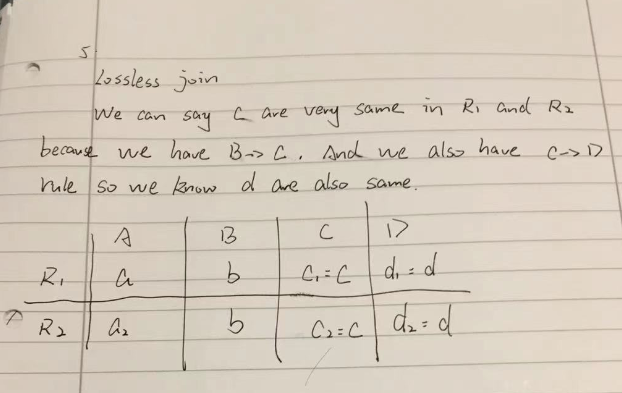 5.
Lossless join
We can say C are very same in R₁ and R₂
because we have B->C. And we also have C->D
rule so we know d are also same.
A B C D
R₁ a b C₁=C d₁=d
R₂ a₂ b C₂=C d₂=d